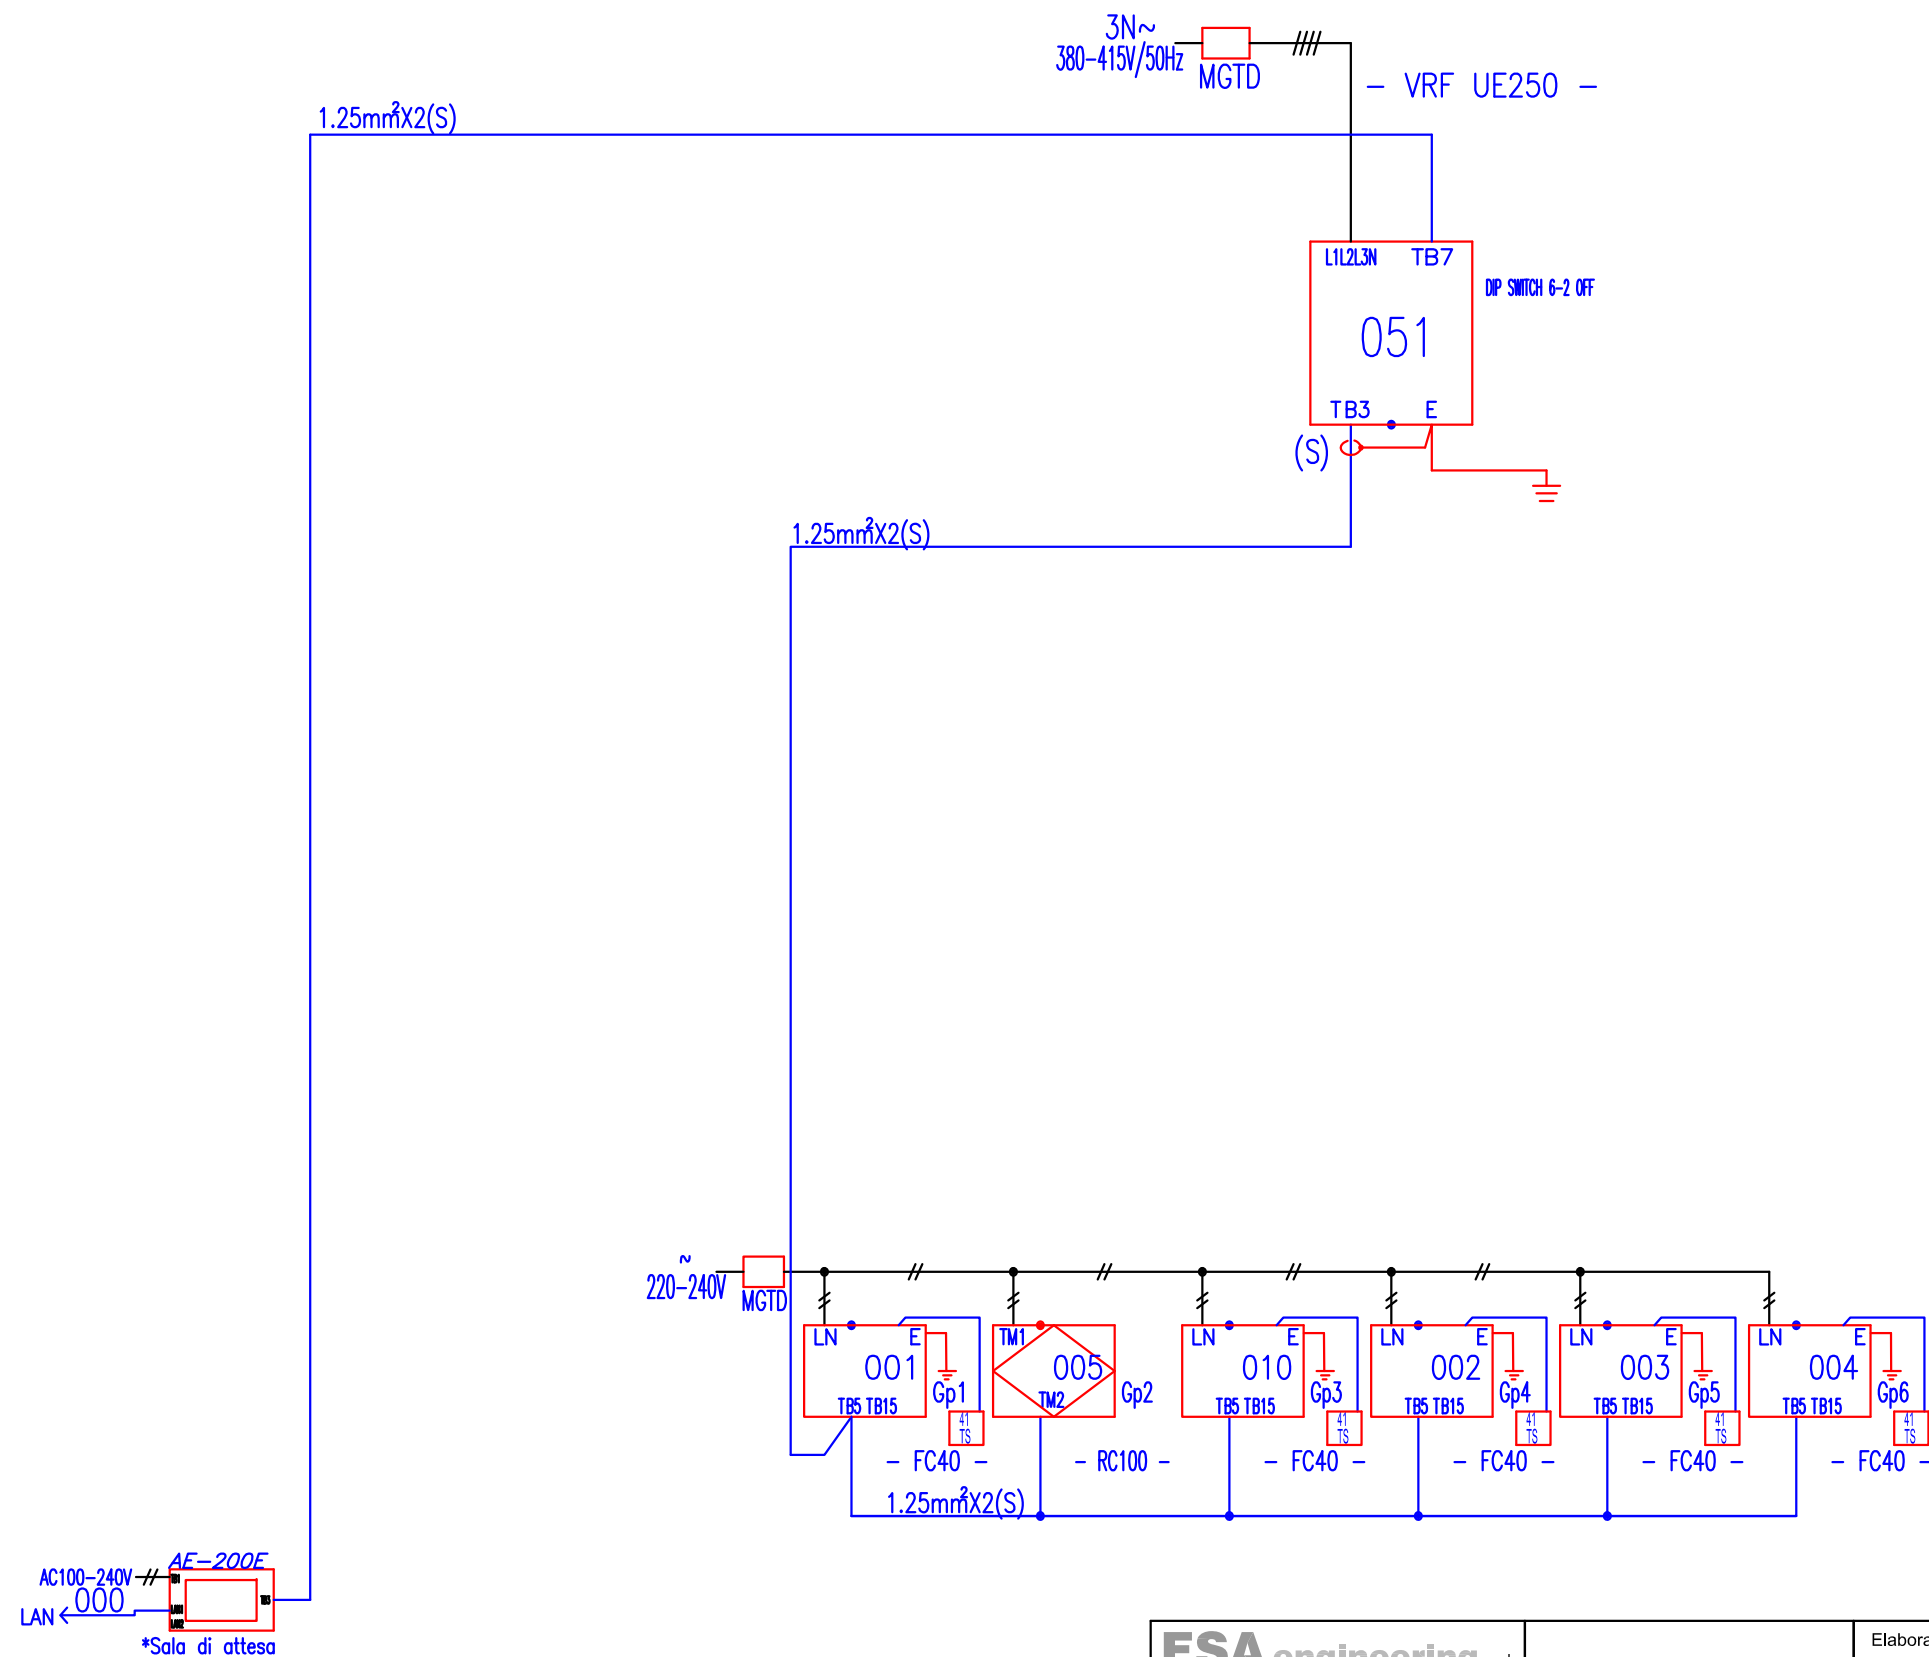 3N~
380-415V/50Hz
MGTD
- VRF UE250 -
1.25mm²X2(S)
L1L2L3N TB7
DIP SWITCH 6-2 OFF
051
TB3 E
(S)
1.25mm²X2(S)
~
220-240V
MGTD
LN E
001
TB5 TB15
Gp1
41
TS
- FC40 -
TM1
005
TM2
Gp2
- RC100 -
LN E
010
TB5 TB15
Gp3
41
TS
- FC40 -
LN E
002
TB5 TB15
Gp4
41
TS
- FC40 -
LN E
003
TB5 TB15
Gp5
41
TS
- FC40 -
LN E
004
TB5 TB15
Gp6
41
TS
- FC40 -
1.25mm²X2(S)
AE-200E
AC100-240V
TB1
000
LAN
LAN1
LAN2
TB3
*Sala di attesa
ESA engineering
Elabora